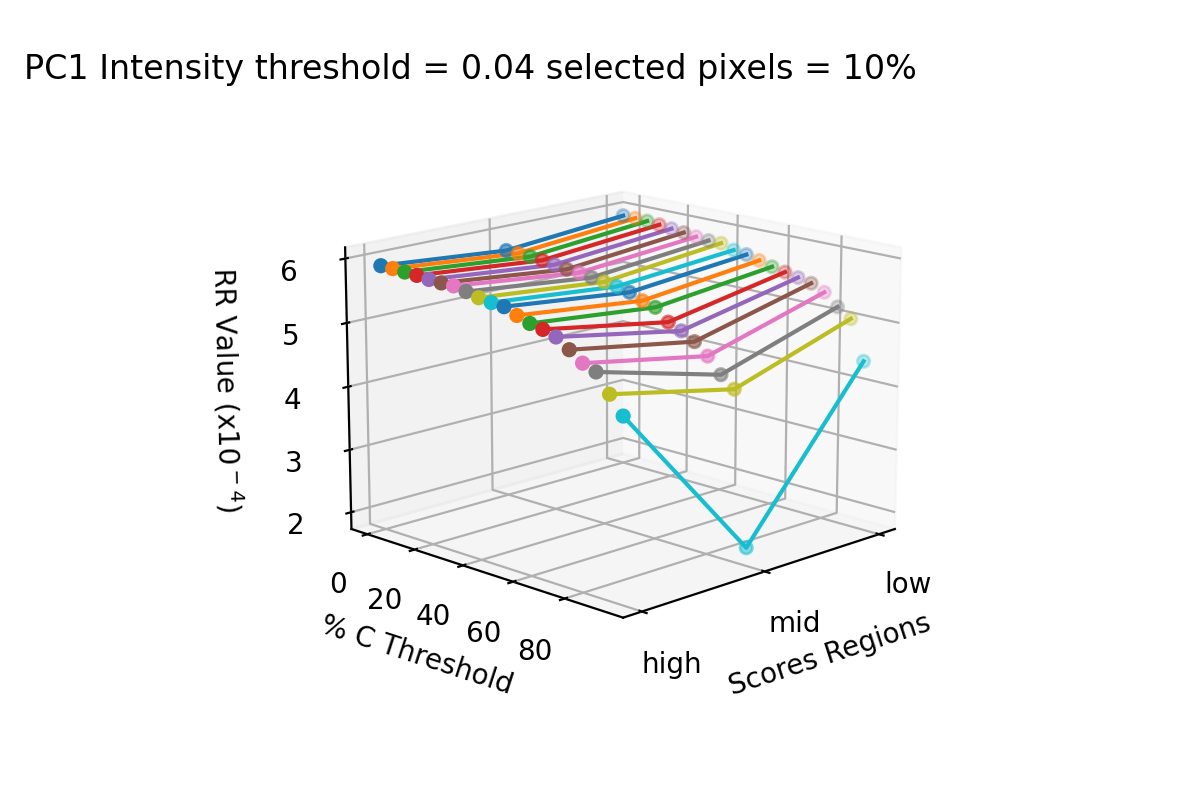 PC1 Intensity threshold = 0.04 selected pixels = 10%
RR Value (x10⁻⁴)
6
5
4
3
2
0
20
40
60
80
% C Threshold
high
mid
low
Scores Regions